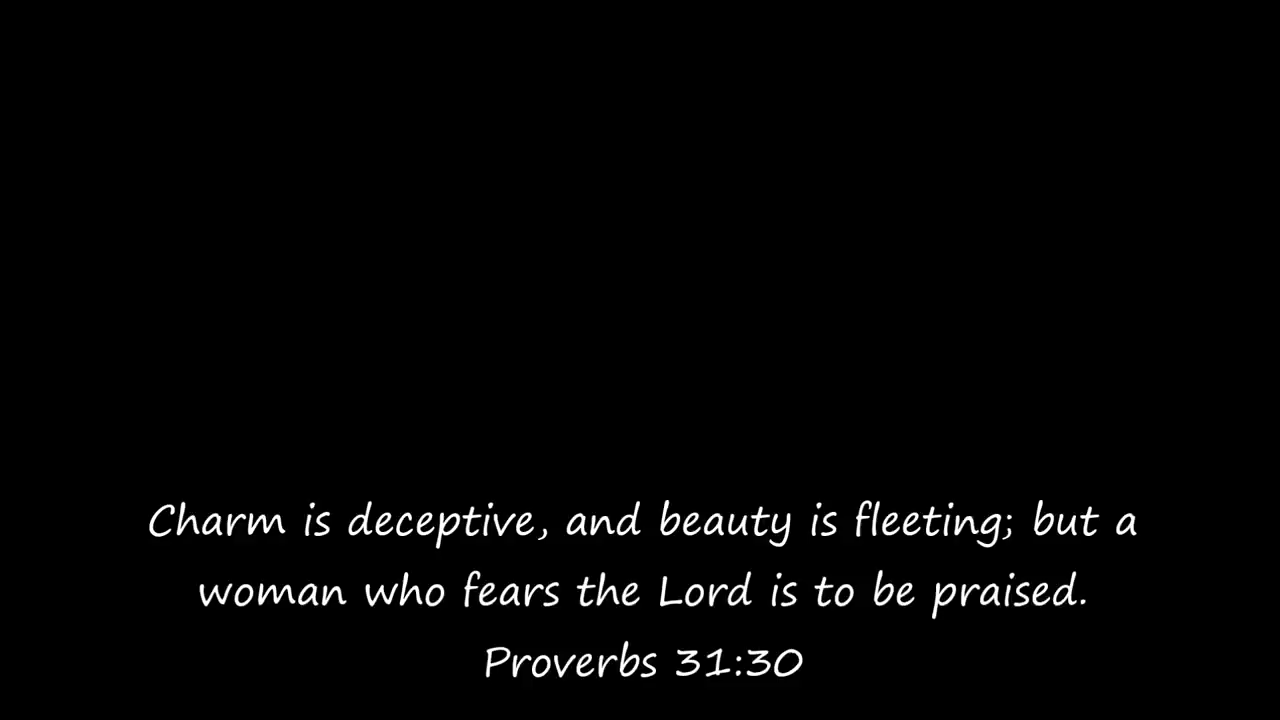 Charm is deceptive, and beauty is fleeting; but a
woman who fears the Lord is to be praised.
Proverbs 31:30